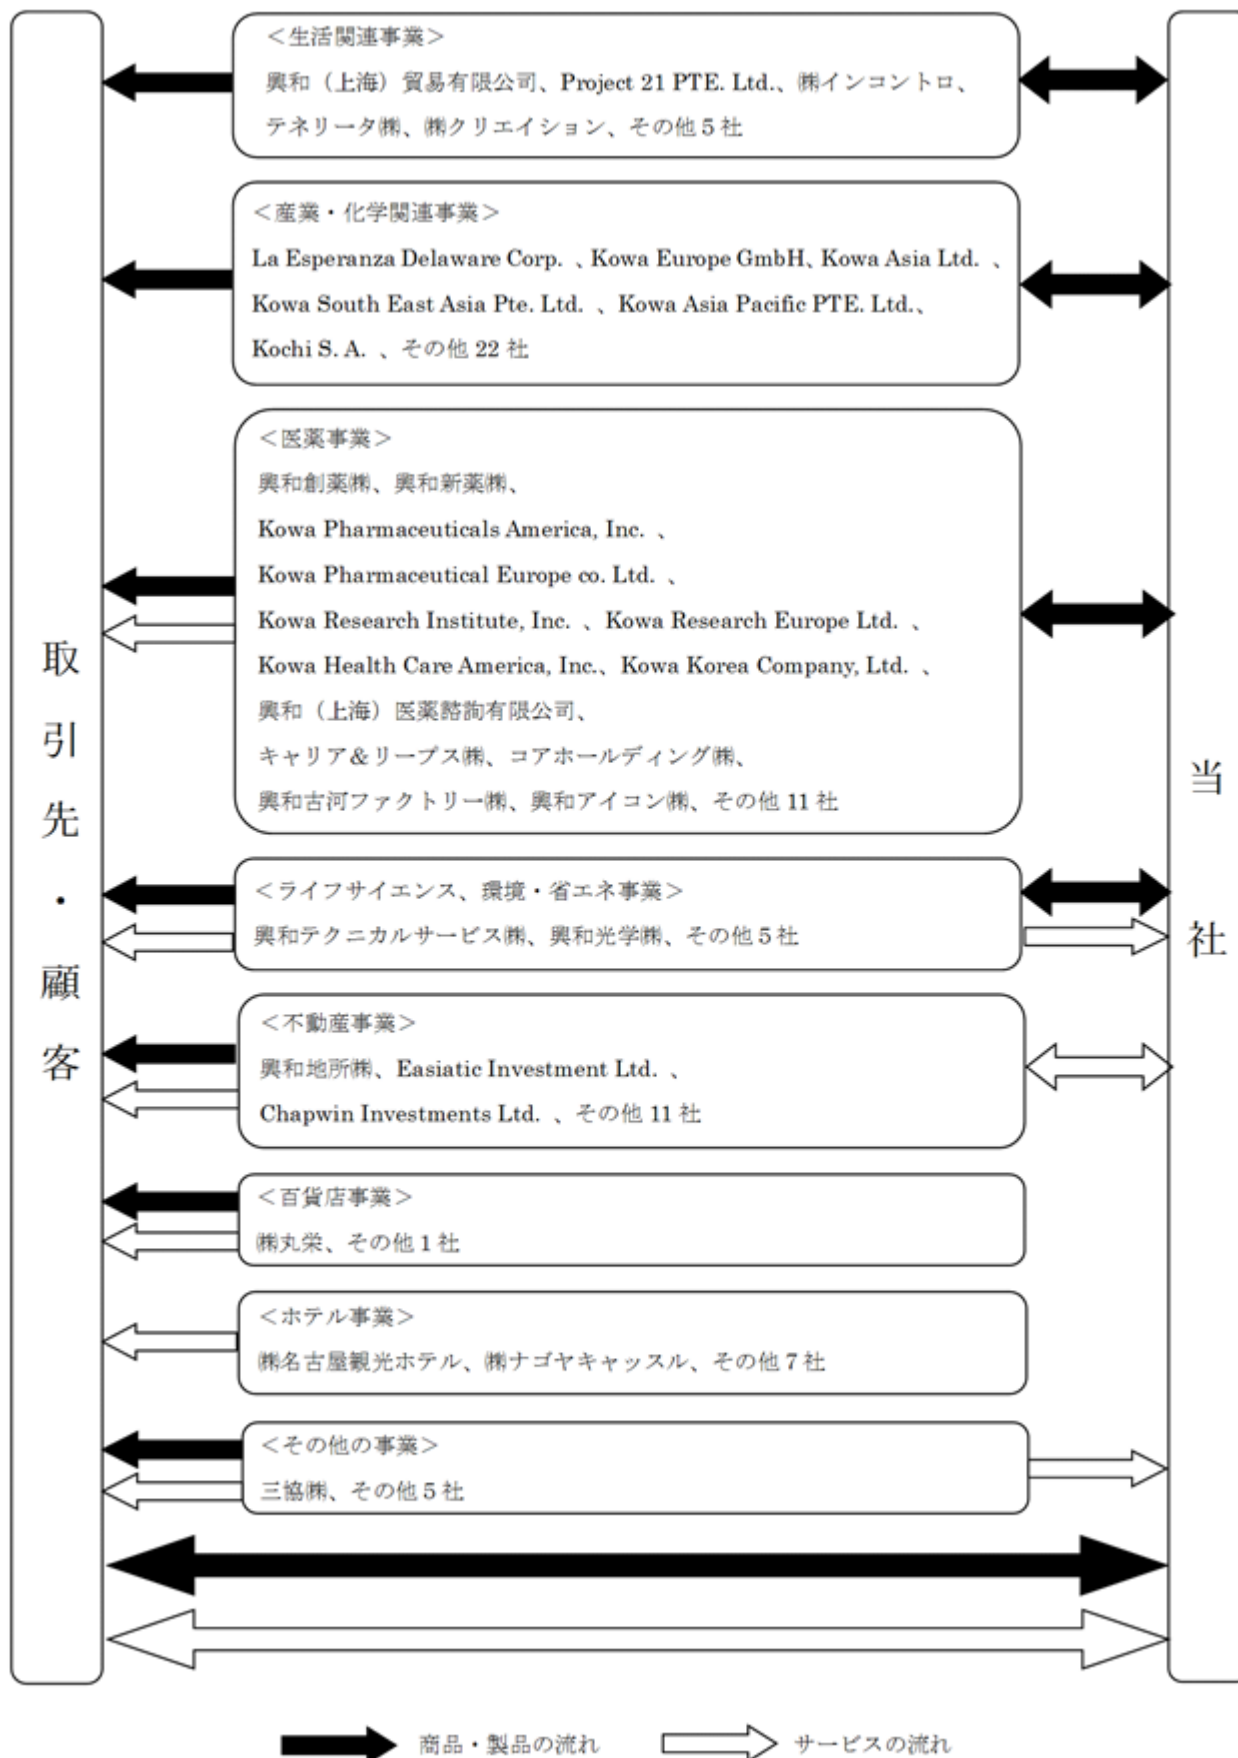 ＜生活関連事業＞
興和（上海）貿易有限公司、Project 21 PTE. Ltd.、㈱インコントロ、
テネリータ㈱、㈱クリエイション、その他５社
＜産業・化学関連事業＞
La Esperanza Delaware Corp. 、Kowa Europe GmbH、Kowa Asia Ltd. 、
Kowa South East Asia Pte. Ltd. 、Kowa Asia Pacific PTE. Ltd.、
Kochi S. A. 、その他 22 社
＜医薬事業＞
興和創薬㈱、興和新薬㈱、
Kowa Pharmaceuticals America, Inc. 、
Kowa Pharmaceutical Europe co. Ltd. 、
Kowa Research Institute, Inc. 、Kowa Research Europe Ltd. 、
Kowa Health Care America, Inc.、Kowa Korea Company, Ltd. 、
興和（上海）医薬諮詢有限公司、
キャリア＆リープス㈱、コアホールディング㈱、
興和古河ファクトリー㈱、興和アイコン㈱、その他 11 社
＜ライフサイエンス、環境・省エネ事業＞
興和テクニカルサービス㈱、興和光学㈱、その他５社
＜不動産事業＞
興和地所㈱、Easiatic Investment Ltd. 、
Chapwin Investments Ltd. 、その他 11 社
＜百貨店事業＞
㈱丸栄、その他１社
＜ホテル事業＞
㈱名古屋観光ホテル、㈱ナゴヤキャッスル、その他７社
＜その他の事業＞
三協㈱、その他５社
取引先・顧客
当社
商品・製品の流れ
サービスの流れ